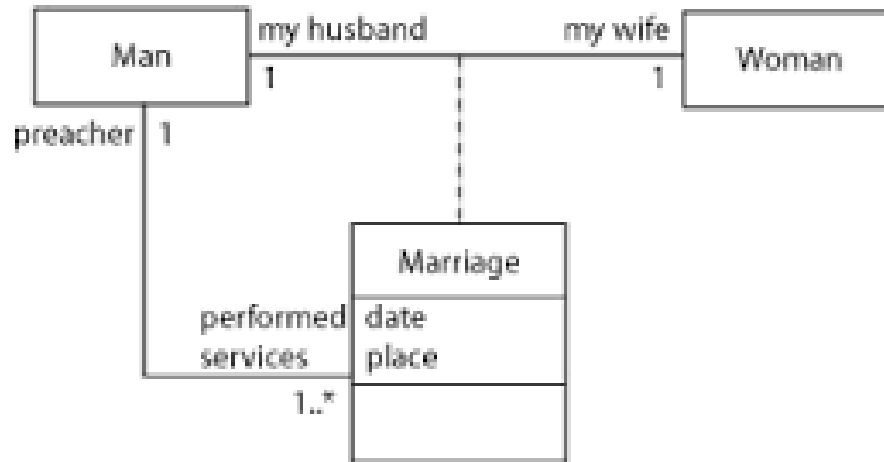 my husband
my wife
Man
Woman
1
1
preacher
1
Marriage
performed
date
services
place
1..*